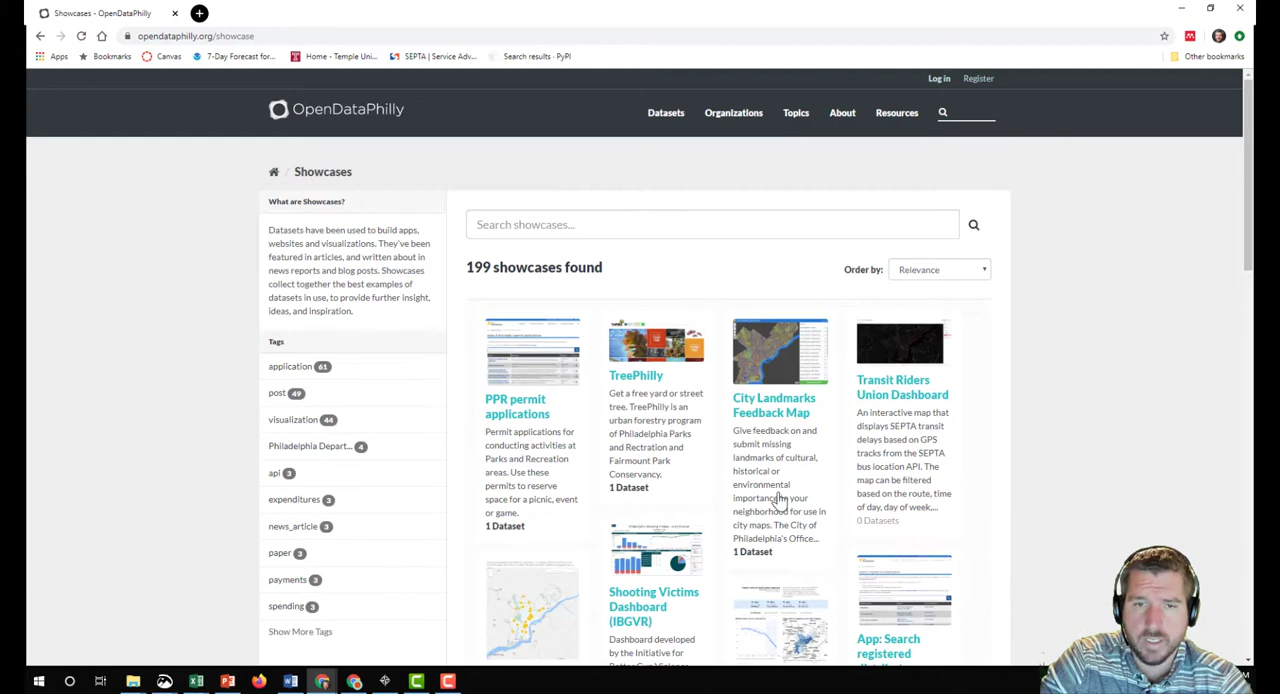 Showcases - OpenDataPhilly
opendataphilly.org/showcase
Apps Bookmarks Canvas 7-Day Forecast for... Home - Temple Uni... SEPTA | Service Adv... Search results · PyPI Other bookmarks
Log in Register
OpenDataPhilly Datasets Organizations Topics About Resources
Showcases
What are Showcases?
Datasets have been used to build apps,
websites and visualizations. They've been
featured in articles, and written about in
news reports and blog posts. Showcases
collect together the best examples of
datasets in use, to provide further insight,
ideas, and inspiration.
Tags
application 61
post 49
visualization 44
Philadelphia Depart... 4
api 3
expenditures 3
news_article 3
paper 3
payments 3
spending 3
Show More Tags
Search showcases...
199 showcases found
Order by: Relevance
PPR permit
applications
Permit applications for
conducting activities at
Parks and Recreation
areas. Use these
permits to reserve
space for a picnic, event
or game.
1 Dataset
TreePhilly
Get a free yard or street
tree. TreePhilly is an
urban forestry program
of Philadelphia Parks
and Rectration and
Fairmount Park
Conservancy.
1 Dataset
City Landmarks
Feedback Map
Give feedback on and
submit missing
landmarks of cultural,
historical or
environmental
importance in your
neighborhood for use in
city maps. The City of
Philadelphia's Office...
1 Dataset
Transit Riders
Union Dashboard
An interactive map that
displays SEPTA transit
delays based on GPS
tracks from the SEPTA
bus location API. The
map can be filtered
based on the route, time
of day, day of week,...
0 Datasets
Shooting Victims
Dashboard
(IBGVR)
Dashboard developed
by the Initiative for
App: Search
registered